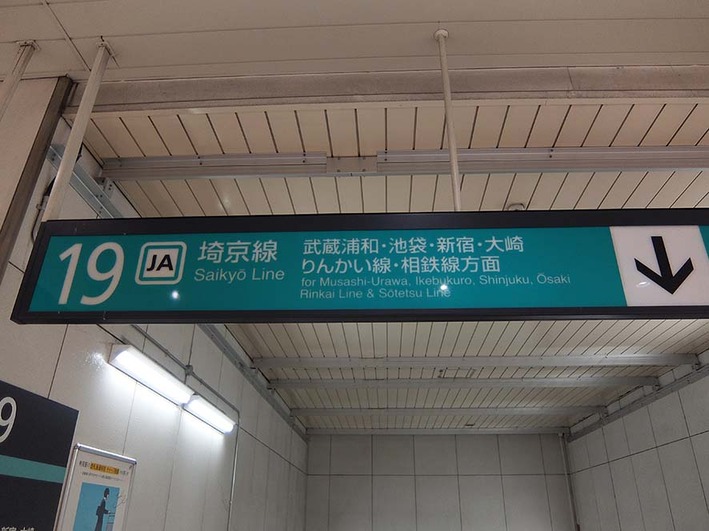 19 JA 埼京線
Saikyō Line
武蔵浦和・池袋・新宿・大崎
りんかい線・相鉄線方面
for Musashi-Urawa, Ikebukuro, Shinjuku, Ōsaki
Rinkai Line & Sōtetsu Line
9